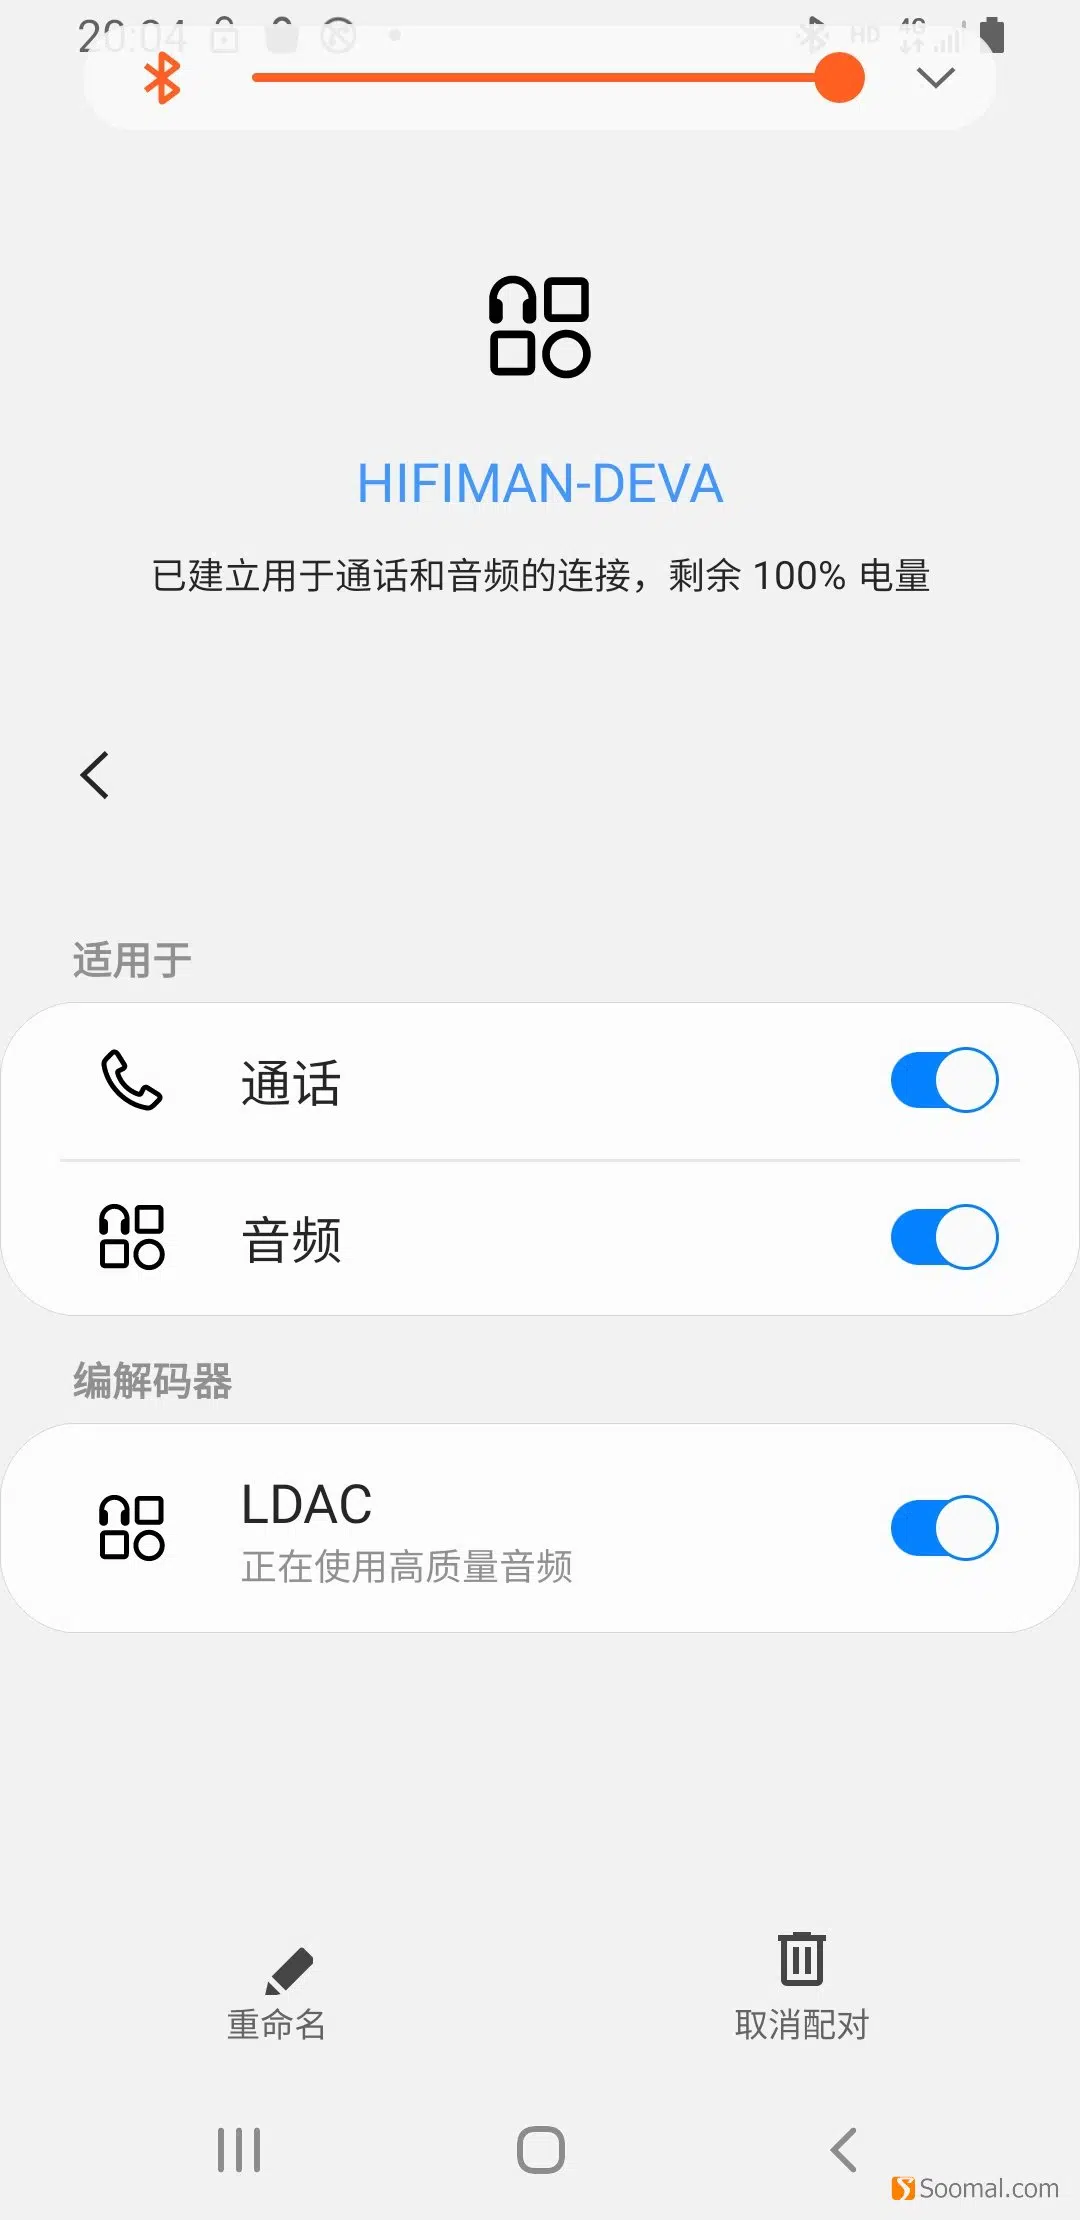 20:04
HD 4G
HIFIMAN-DEVA
已建立用于通话和音频的连接，剩余 100% 电量
适用于
通话
音频
编解码器
LDAC
正在使用高质量音频
重命名
取消配对
Soomal.com